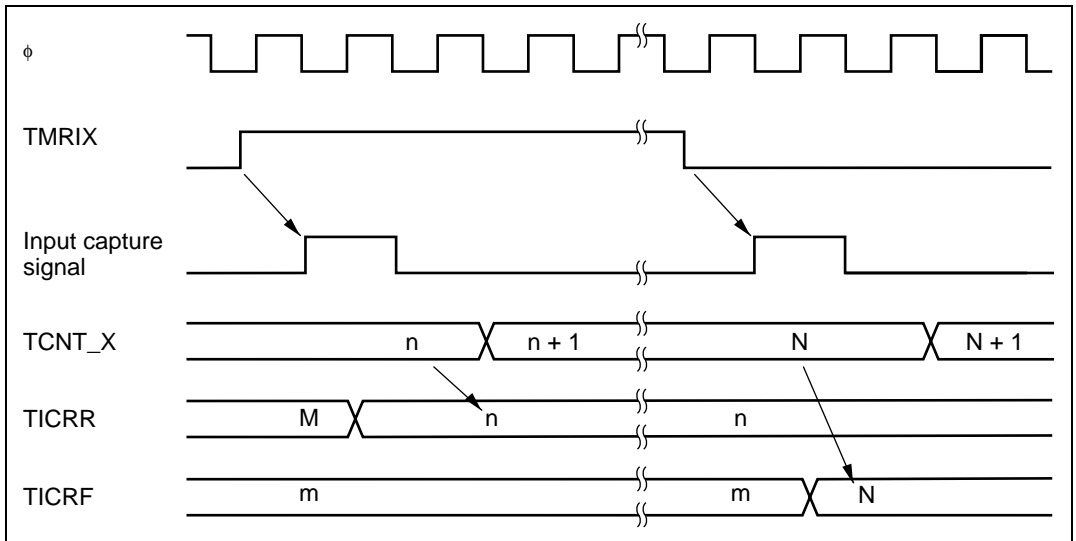 ϕ
TMRIX
Input capture
signal
TCNT_X n n + 1 N N + 1
TICRR M n n
TICRF m m N